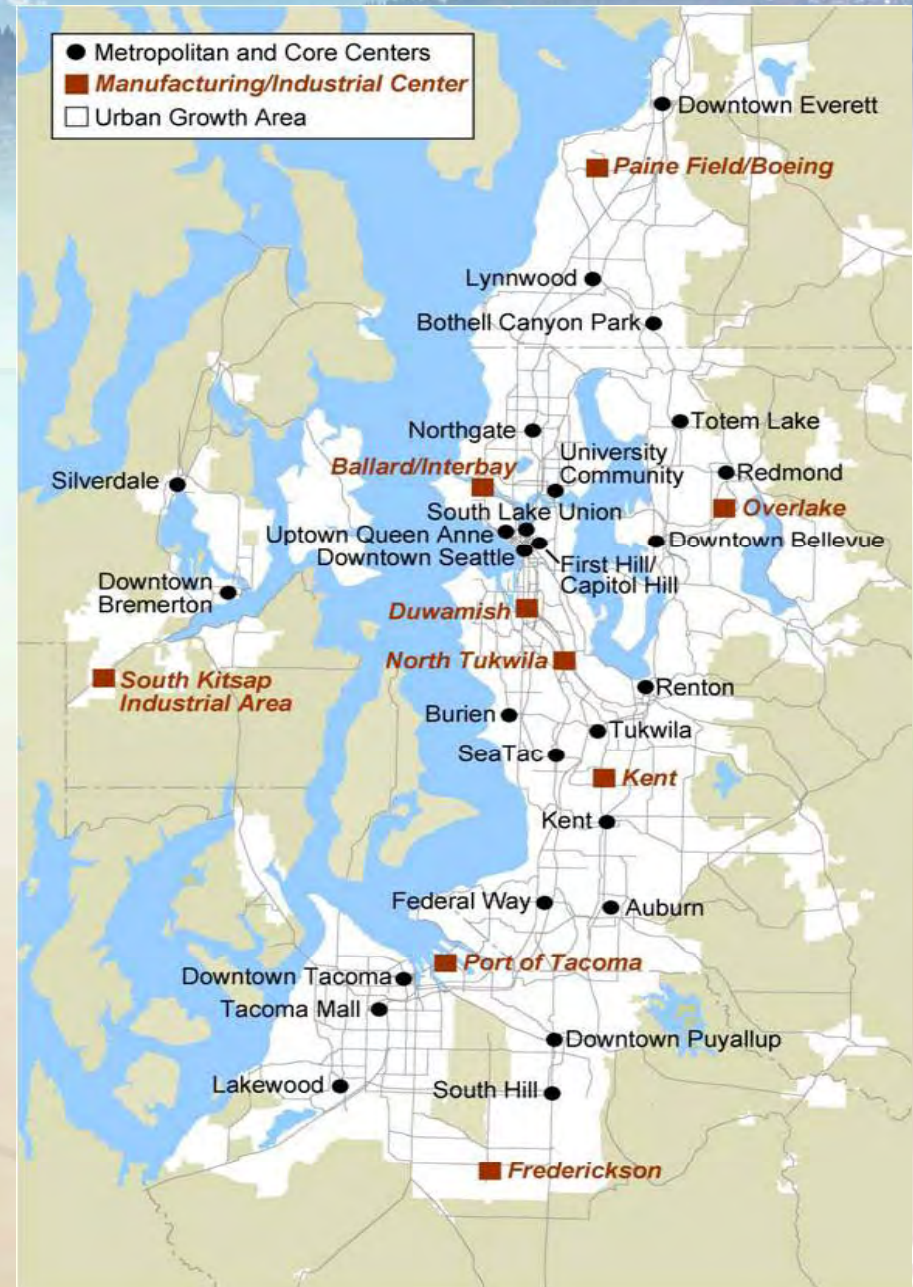 Metropolitan and Core Centers
Manufacturing/Industrial Center
Urban Growth Area
Downtown Everett
Paine Field/Boeing
Lynnwood
Bothell Canyon Park
Northgate
Totem Lake
Ballard/Interbay
University
Community
Redmond
Silverdale
Overlake
South Lake Union
Uptown Queen Anne
Downtown Bellevue
Downtown Seattle
First Hill/
Capitol Hill
Downtown
Bremerton
Duwamish
North Tukwila
South Kitsap
Industrial Area
Renton
Burien
Tukwila
SeaTac
Kent
Kent
Federal Way
Auburn
Port of Tacoma
Downtown Tacoma
Tacoma Mall
Downtown Puyallup
Lakewood
South Hill
Frederickson